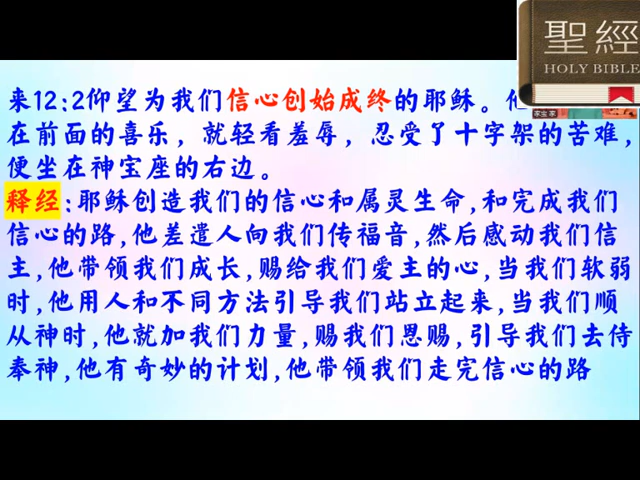 聖經
HOLY BIBLE
来12:2仰望为我们信心创始成终的耶稣。他
在前面的喜乐，就轻看羞辱，忍受了十字架的苦难，
便坐在神宝座的右边。
释经:耶稣创造我们的信心和属灵生命,和完成我们
信心的路,他差遣人向我们传福音,然后感动我们信
主,他带领我们成长,赐给我们爱主的心,当我们软弱
时,他用人和不同方法引导我们站立起来,当我们顺
从神时,他就加我们力量,赐我们恩赐,引导我们去侍
奉神,他有奇妙的计划,他带领我们走完信心的路